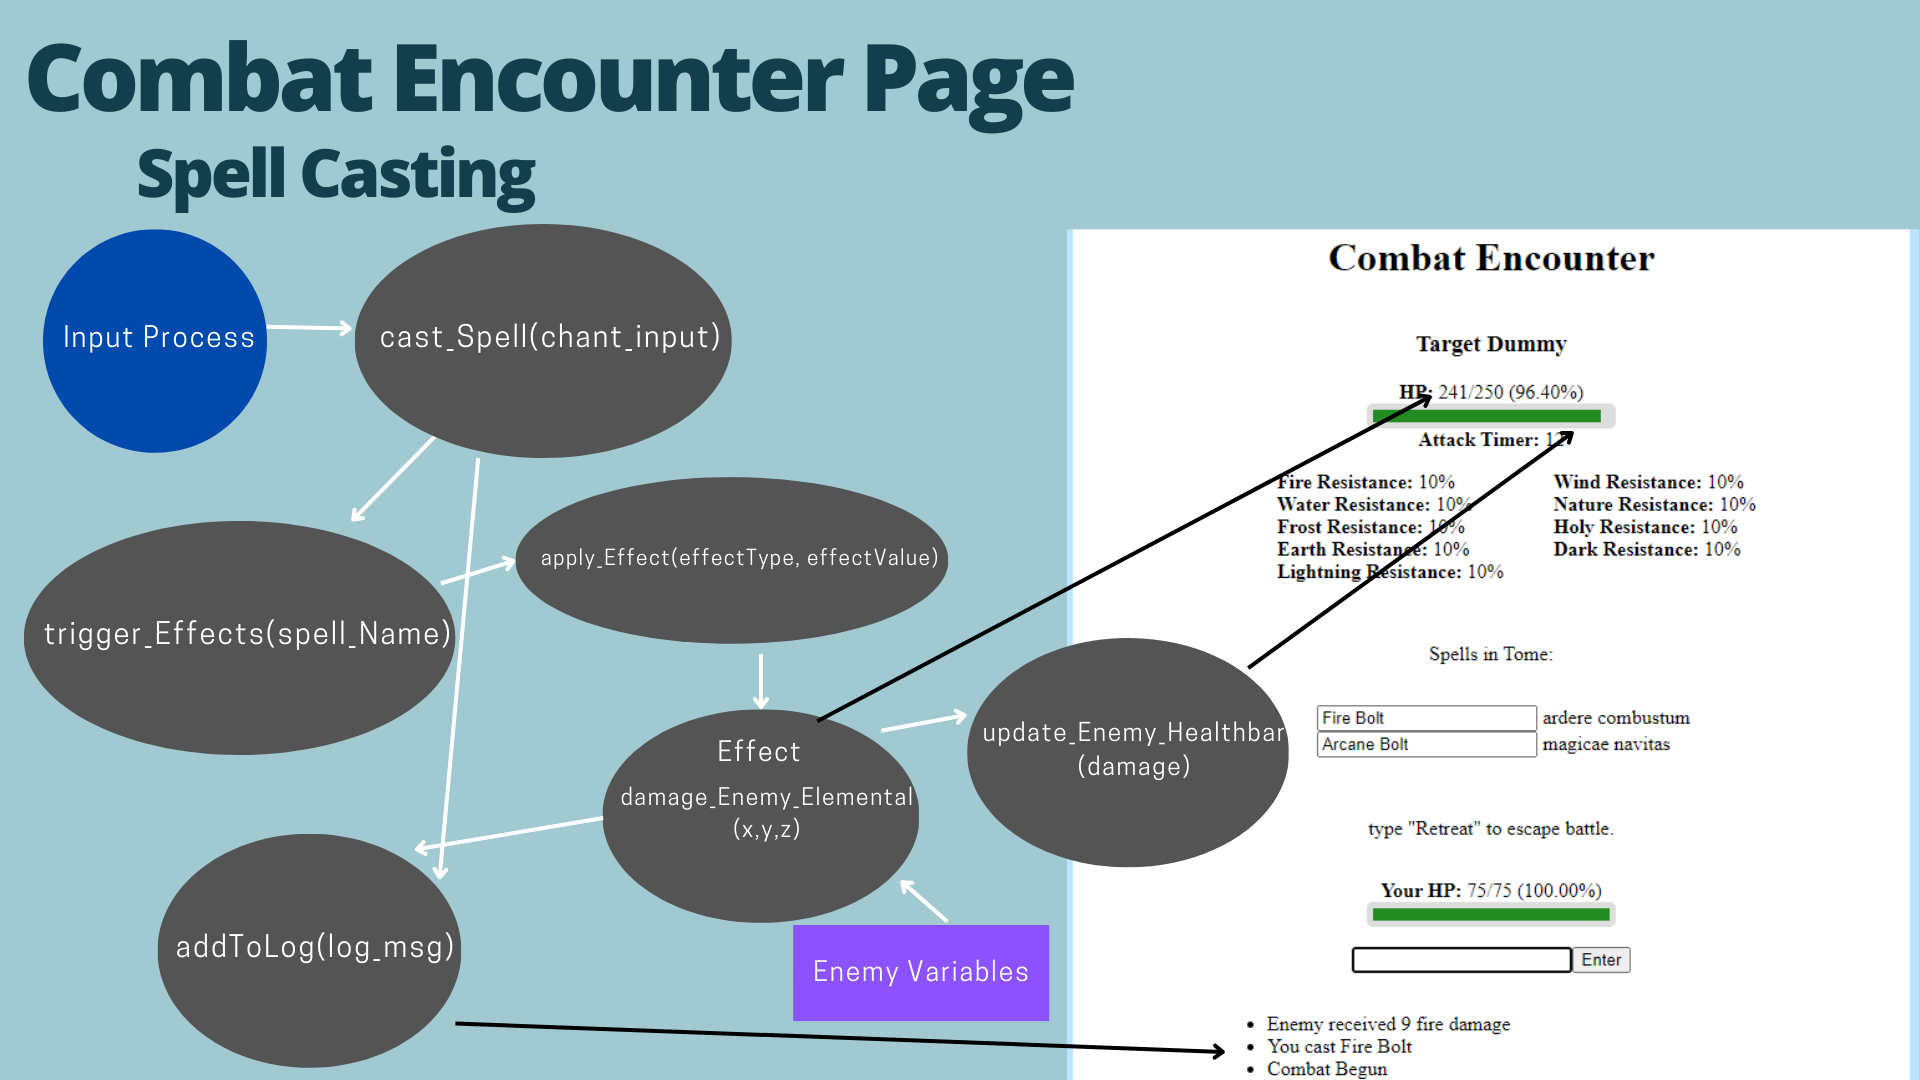 Combat Encounter Page
Spell Casting
Input Process
cast_Spell(chant_input)
trigger_Effects(spell_Name)
apply_Effect(effectType, effectValue)
Effect
damage_Enemy_Elemental
(x,y,z)
update_Enemy_Healthbar
(damage)
addToLog(log_msg)
Enemy Variables
Combat Encounter
Target Dummy
HP: 241/250 (96.40%)
Attack Timer:
Fire Resistance: 10%
Water Resistance: 10%
Frost Resistance: 10%
Earth Resistance: 10%
Lightning Resistance: 10%
Wind Resistance: 10%
Nature Resistance: 10%
Holy Resistance: 10%
Dark Resistance: 10%
Spells in Tome:
Fire Bolt ardere combustum
Arcane Bolt magicae navitas
type "Retreat" to escape battle.
Your HP: 75/75 (100.00%)
Enter
• Enemy received 9 fire damage
• You cast Fire Bolt
• Combat Begun